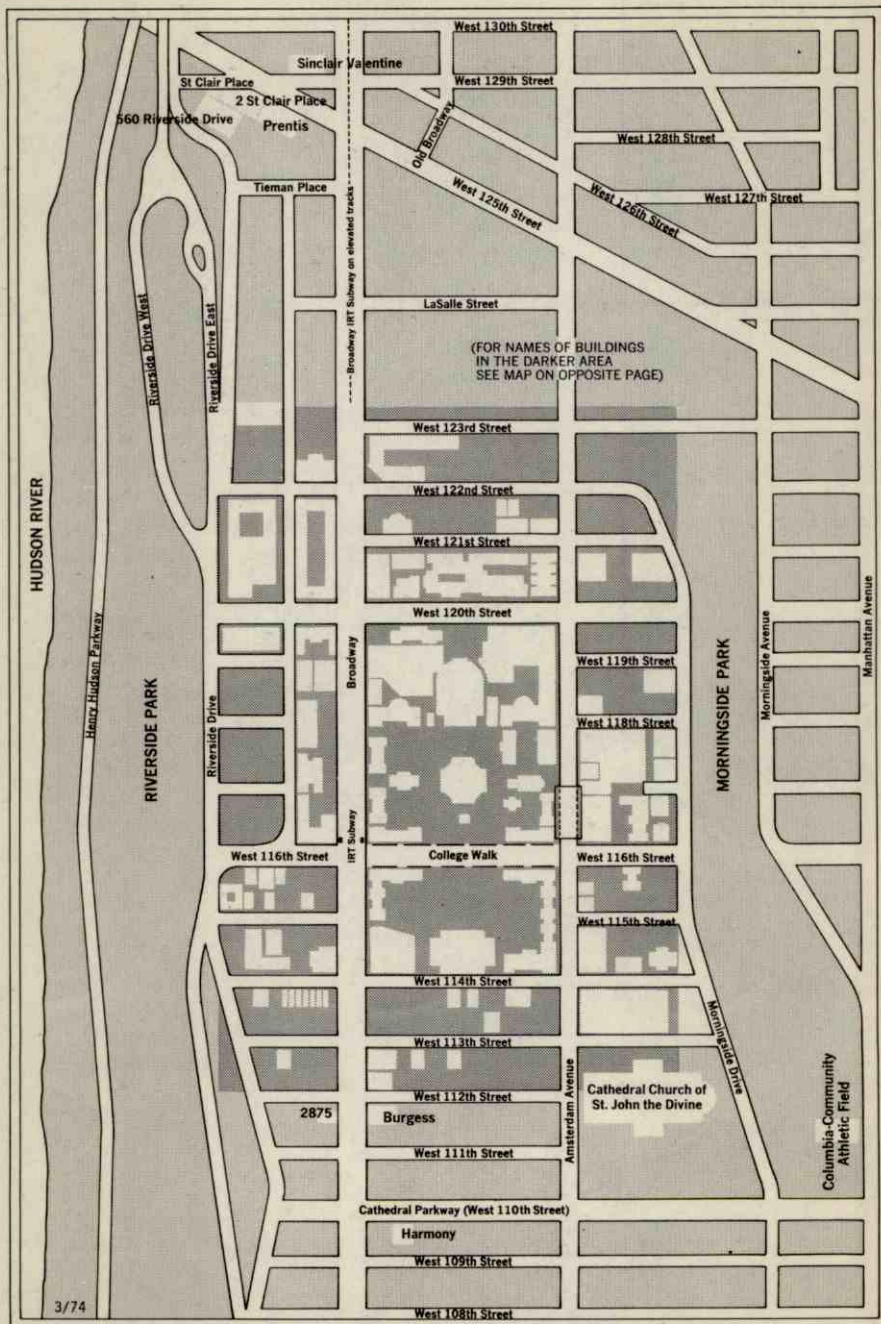 West 130th Street
Sinclair Valentine
St Clair Place
West 129th Street
2 St Clair Place
560 Riverside Drive
Prentis
Old Broadway
West 128th Street
Tieman Place
West 125th Street
West 126th Street
West 127th Street
Broadway IRT Subway on elevated tracks
LaSalle Street
Riverside Drive West
Riverside Drive East
(FOR NAMES OF BUILDINGS
IN THE DARKER AREA
SEE MAP ON OPPOSITE PAGE)
West 123rd Street
West 122nd Street
HUDSON RIVER
West 121st Street
West 120th Street
Henry Hudson Parkway
RIVERSIDE PARK
Riverside Drive
Broadway
West 119th Street
MORNINGSIDE PARK
Morningside Avenue
Manhattan Avenue
West 118th Street
IRT Subway
West 116th Street
College Walk
West 116th Street
West 115th Street
West 114th Street
Morningside Drive
West 113th Street
Amsterdam Avenue
Cathedral Church of
St. John the Divine
West 112th Street
2875
Burgess
Columbia-Community
Athletic Field
West 111th Street
Cathedral Parkway (West 110th Street)
Harmony
West 109th Street
3/74
West 108th Street